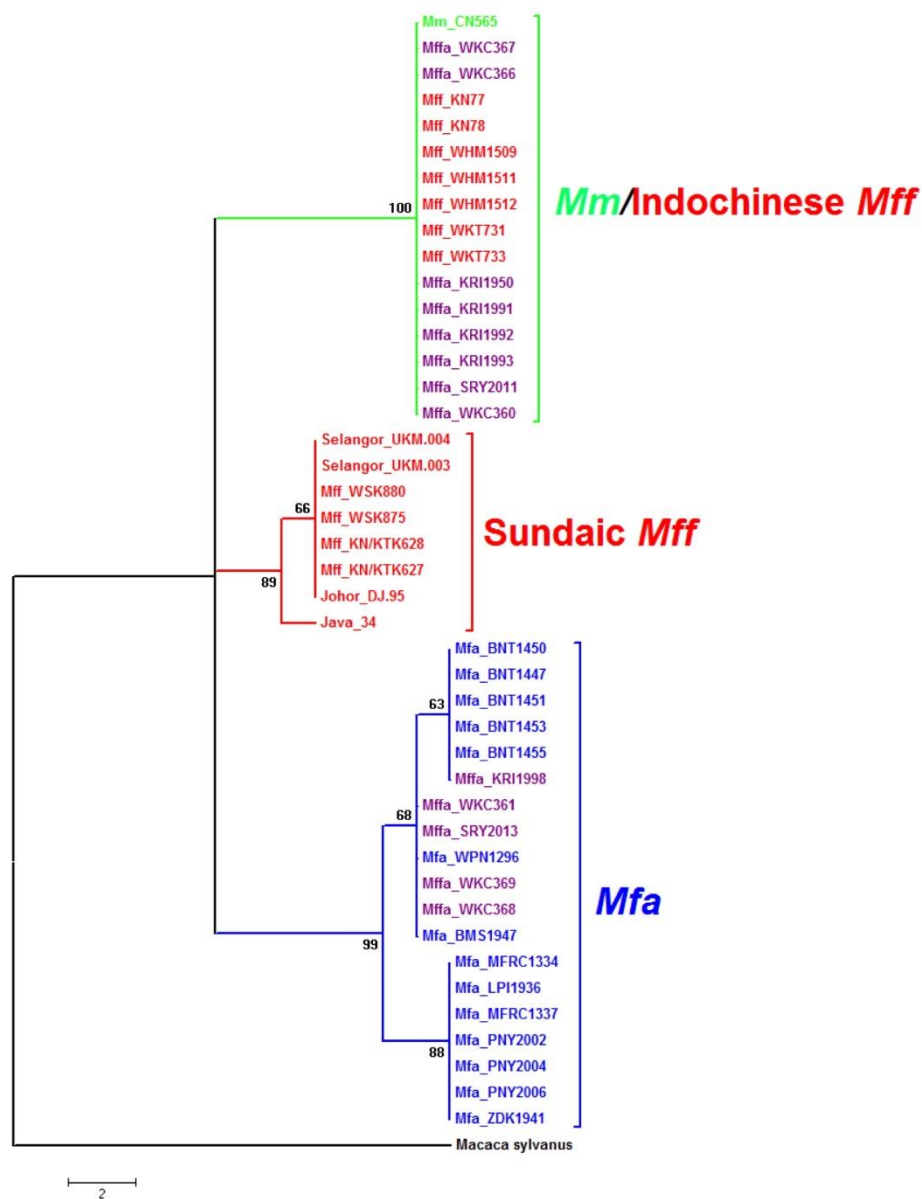 Mm_CN565
Mffa_WKC367
Mffa_WKC366
Mff_KN77
Mff_KN78
Mff_WHM1509
Mff_WHM1511
100
Mff_WHM1512
Mm/Indochinese Mff
Mff_WKT731
Mff_WKT733
Mffa_KRI1950
Mffa_KRI1991
Mffa_KRI1992
Mffa_KRI1993
Mffa_SRY2011
Mffa_WKC360
Selangor_UKM.004
Selangor_UKM.003
Mff_WSK880
66
Mff_WSK875
Sundaic Mff
Mff_KN/KTK628
Mff_KN/KTK627
89
Johor_DJ.95
Java_34
Mfa_BNT1450
Mfa_BNT1447
Mfa_BNT1451
63
Mfa_BNT1453
Mfa_BNT1455
Mffa_KRI1998
Mffa_WKC361
68
Mffa_SRY2013
Mfa_WPN1296
Mffa_WKC369
Mfa
Mffa_WKC368
Mfa_BMS1947
99
Mfa_MFRC1334
Mfa_LPI1936
Mfa_MFRC1337
Mfa_PNY2002
88
Mfa_PNY2004
Mfa_PNY2006
Mfa_ZDK1941
Macaca sylvanus
2